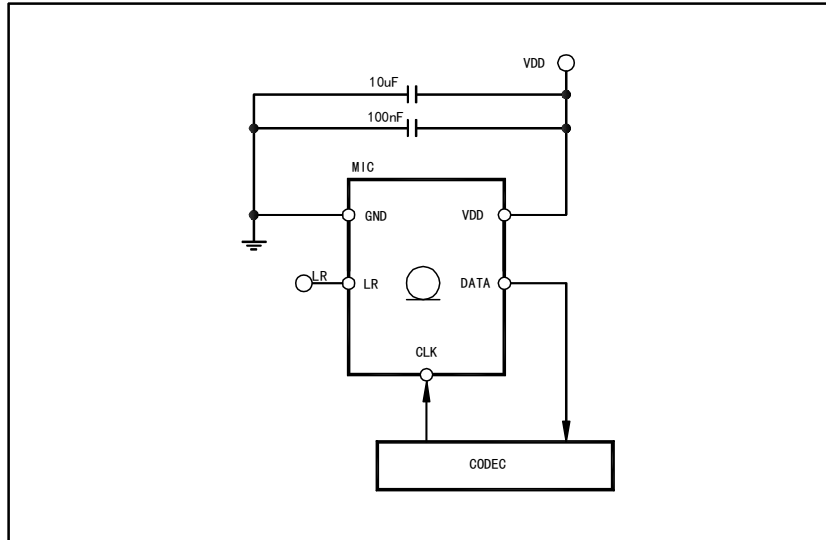 VDD
10uF
100nF
MIC
GND VDD
LR LR DATA
CLK
CODEC